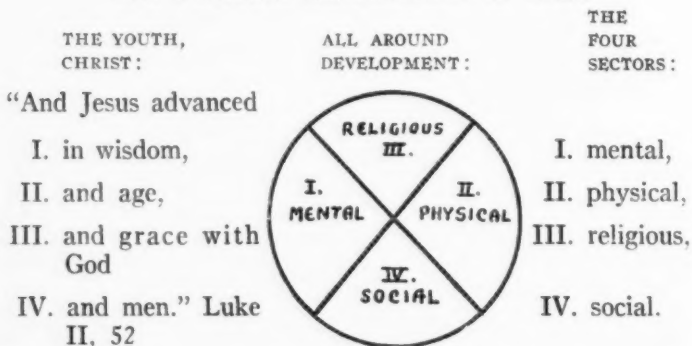 THE YOUTH,
CHRIST:
"And Jesus advanced
I. in wisdom,
II. and age,
III. and grace with
God
IV. and men." Luke
II, 52
ALL AROUND
DEVELOPMENT:
RELIGIOUS
III.
I.
MENTAL
II.
PHYSICAL
IV.
SOCIAL
THE
FOUR
SECTORS:
I. mental,
II. physical,
III. religious,
IV. social.